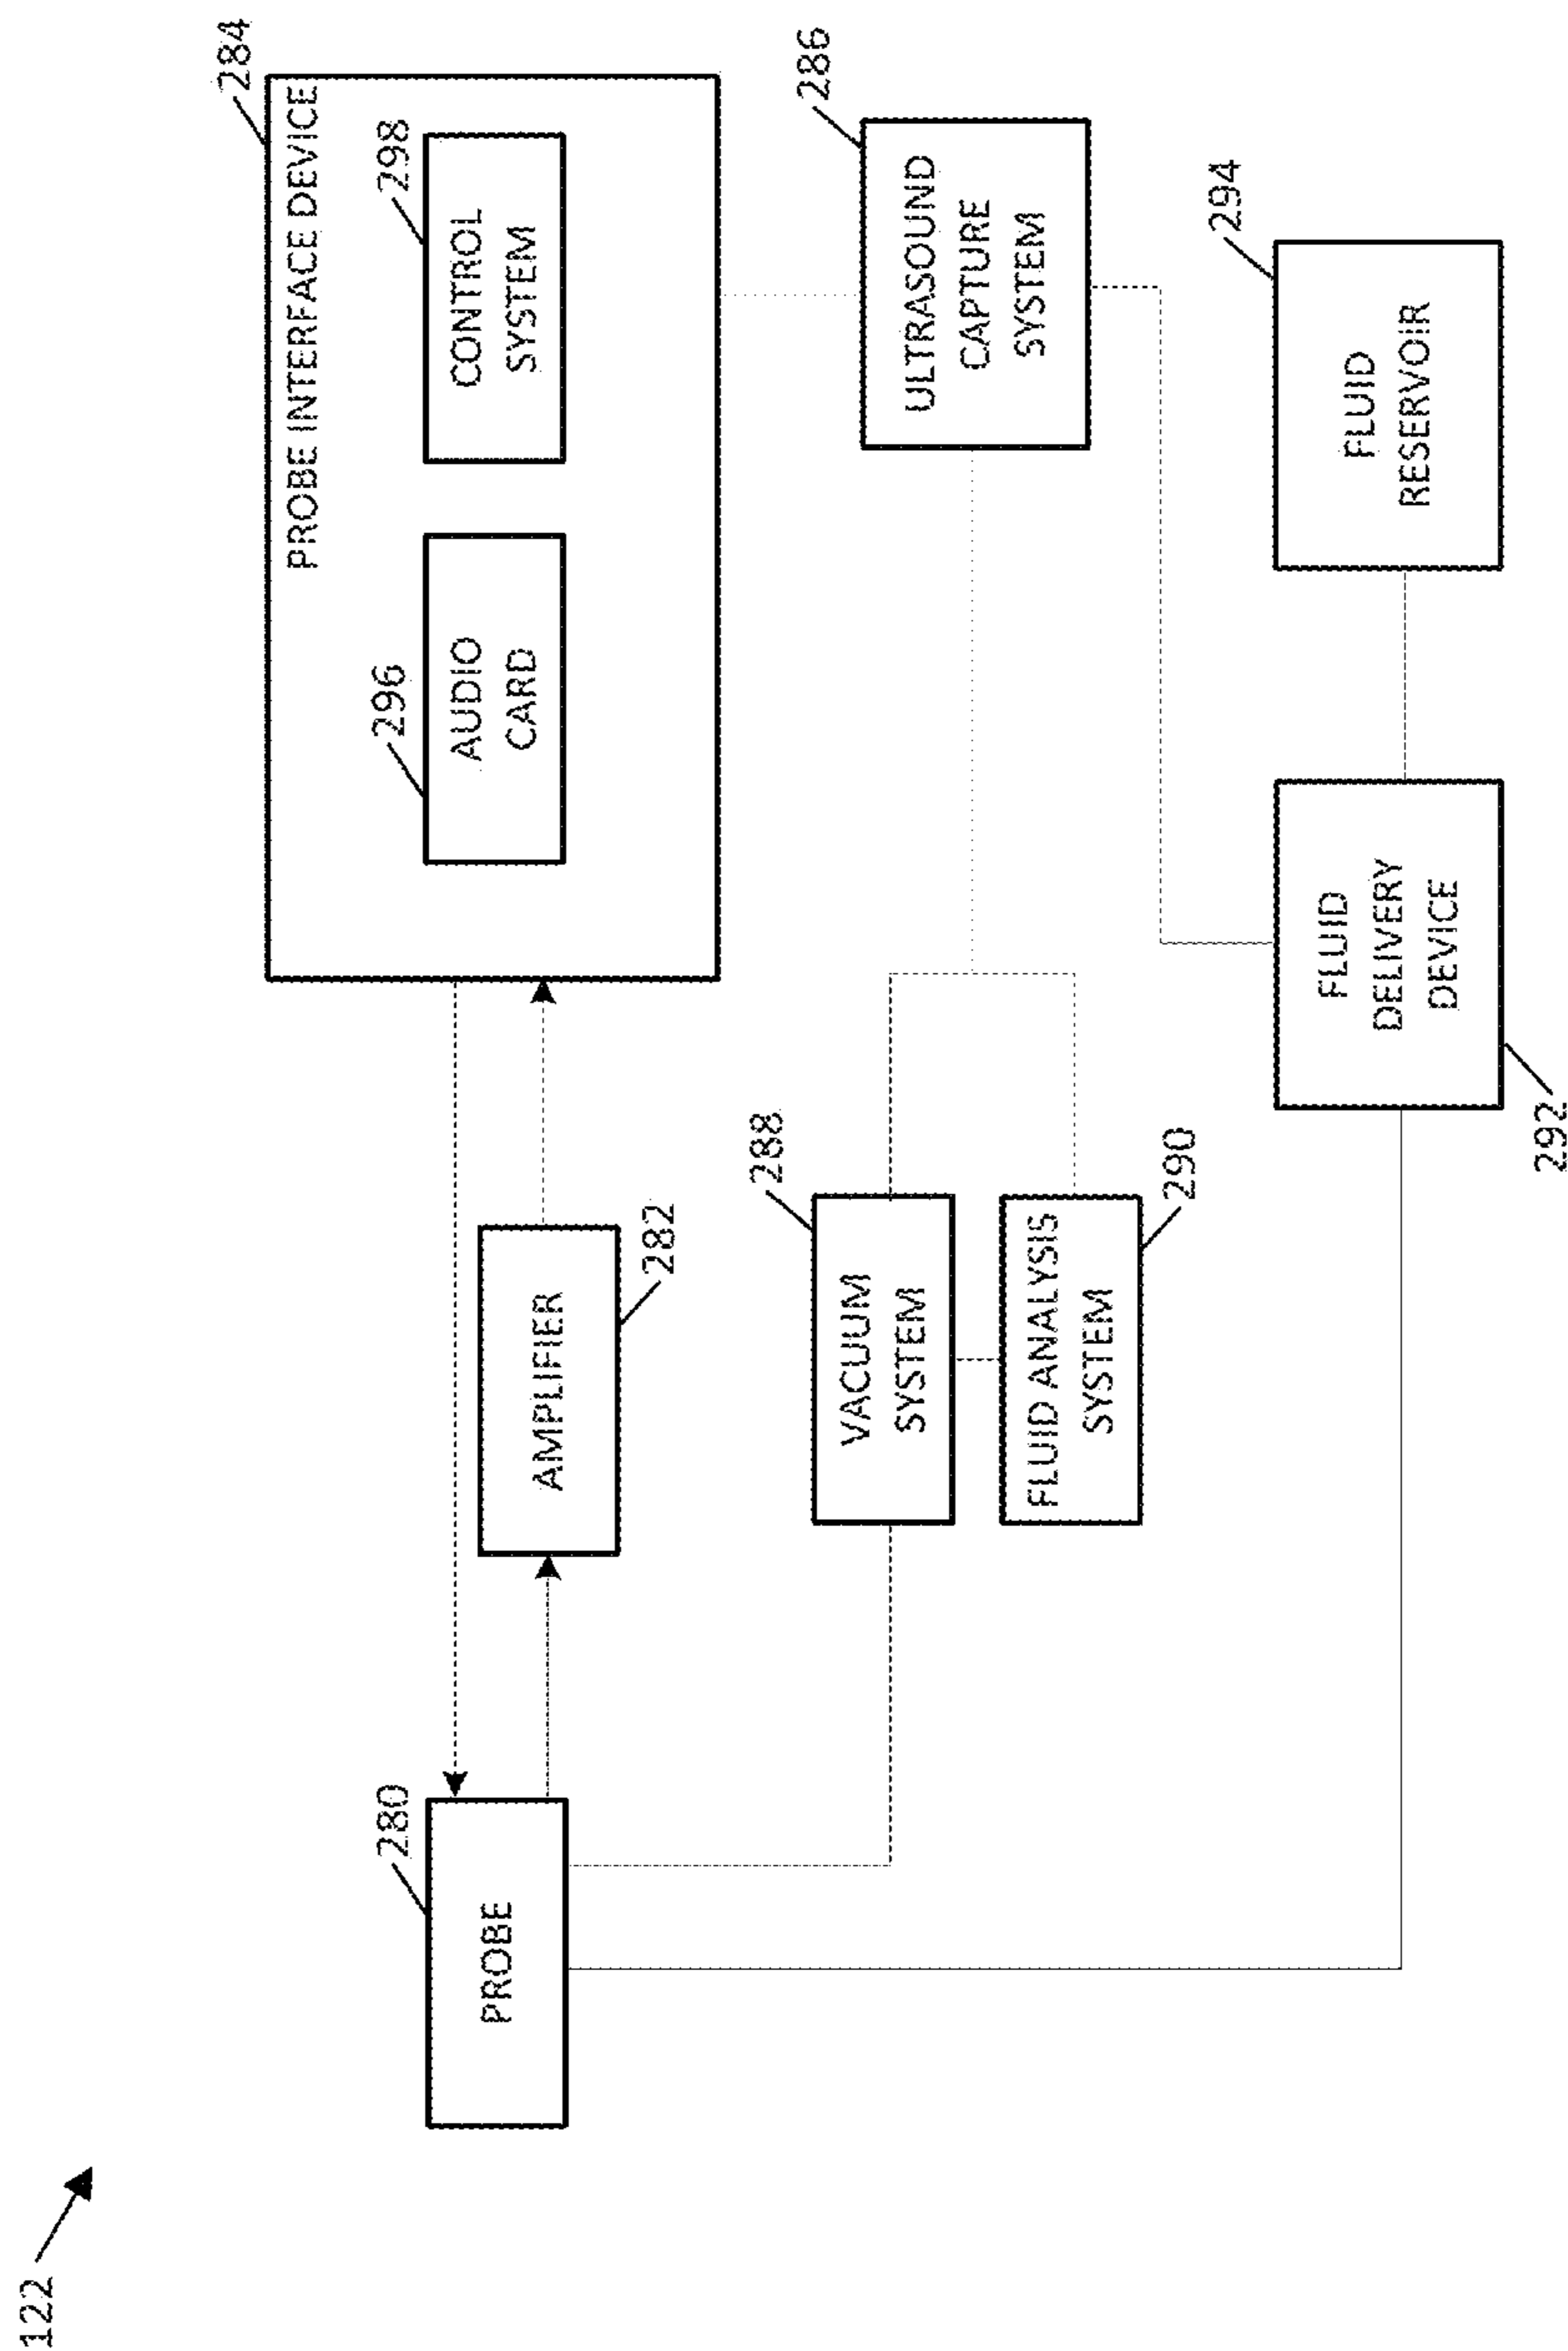 122
284
PROBE INTERFACE DEVICE
296
AUDIO
CARD
298
CONTROL
SYSTEM
280
PROBE
AMPLIFIER
282
288
VACUUM
SYSTEM
FLUID ANALYSIS
SYSTEM
290
286
ULTRASOUND
CAPTURE
SYSTEM
FLUID
DELIVERY
DEVICE
292
294
FLUID
RESERVOIR